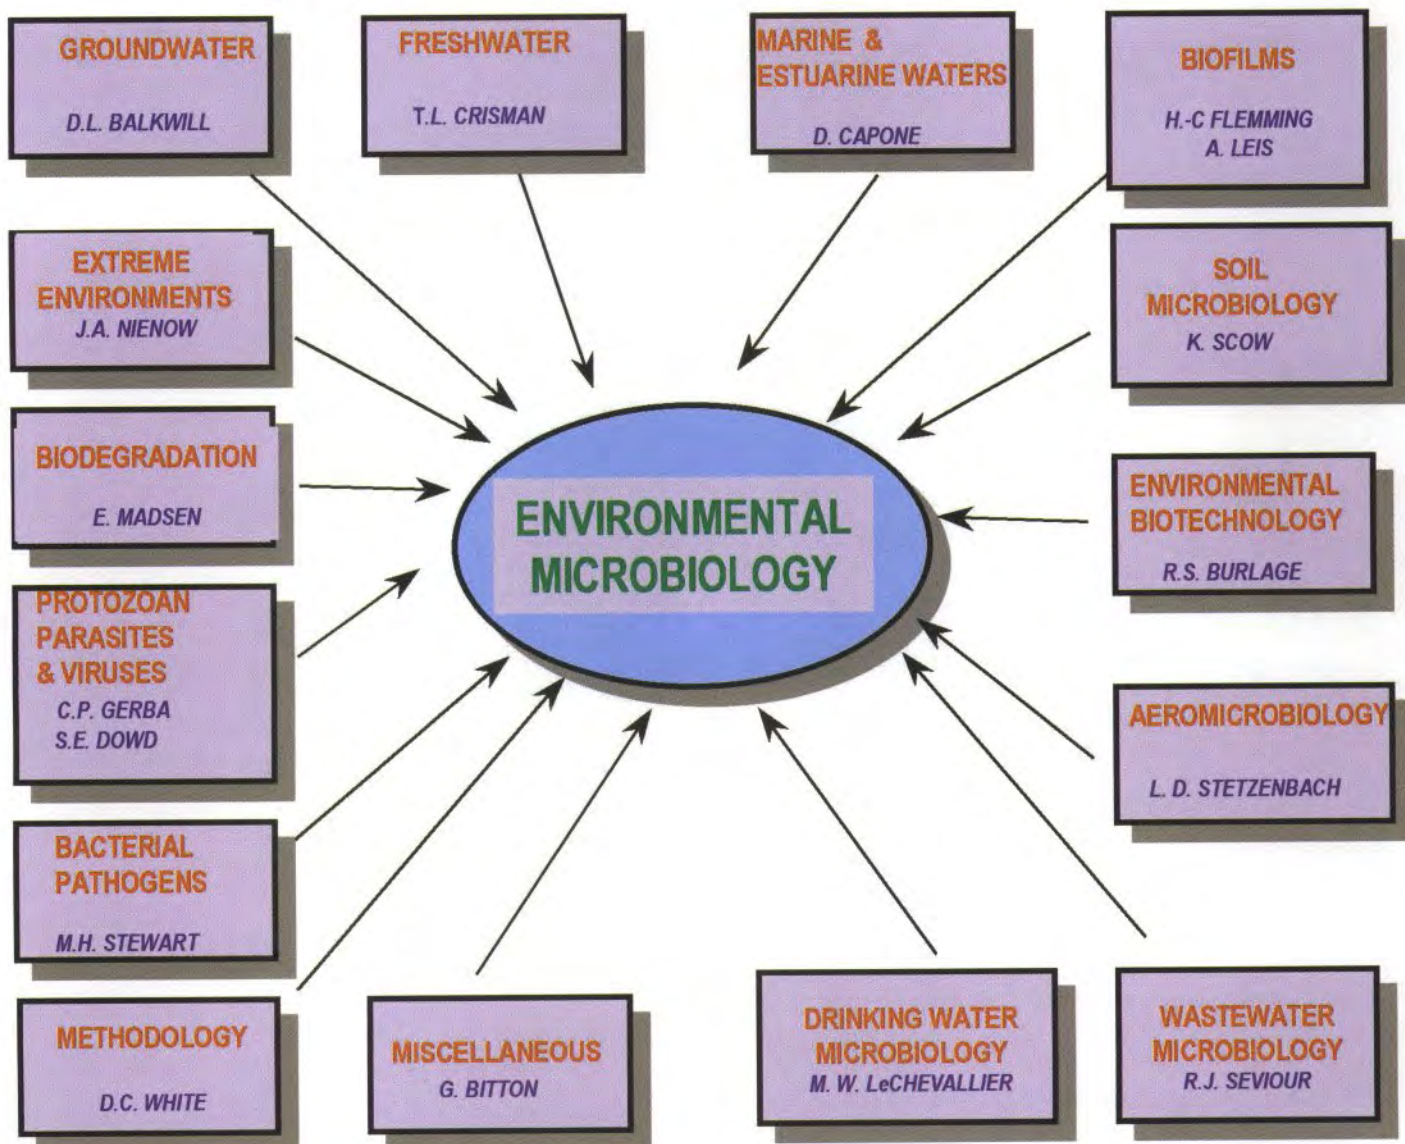 GROUNDWATER
D.L. BALKWILL
FRESHWATER
T.L. CRISMAN
MARINE &
ESTUARINE WATERS
D. CAPONE
BIOFILMS
H.-C FLEMMING
A. LEIS
EXTREME
ENVIRONMENTS
J.A. NIENOW
SOIL
MICROBIOLOGY
K. SCOW
BIODEGRADATION
E. MADSEN
ENVIRONMENTAL
MICROBIOLOGY
ENVIRONMENTAL
BIOTECHNOLOGY
R.S. BURLAGE
PROTOZOAN
PARASITES
& VIRUSES
C.P. GERBA
S.E. DOWD
AEROMICROBIOLOGY
L. D. STETZENBACH
BACTERIAL
PATHOGENS
M.H. STEWART
METHODOLOGY
D.C. WHITE
MISCELLANEOUS
G. BITTON
DRINKING WATER
MICROBIOLOGY
M. W. LeCHEVALLIER
WASTEWATER
MICROBIOLOGY
R.J. SEVIOUR